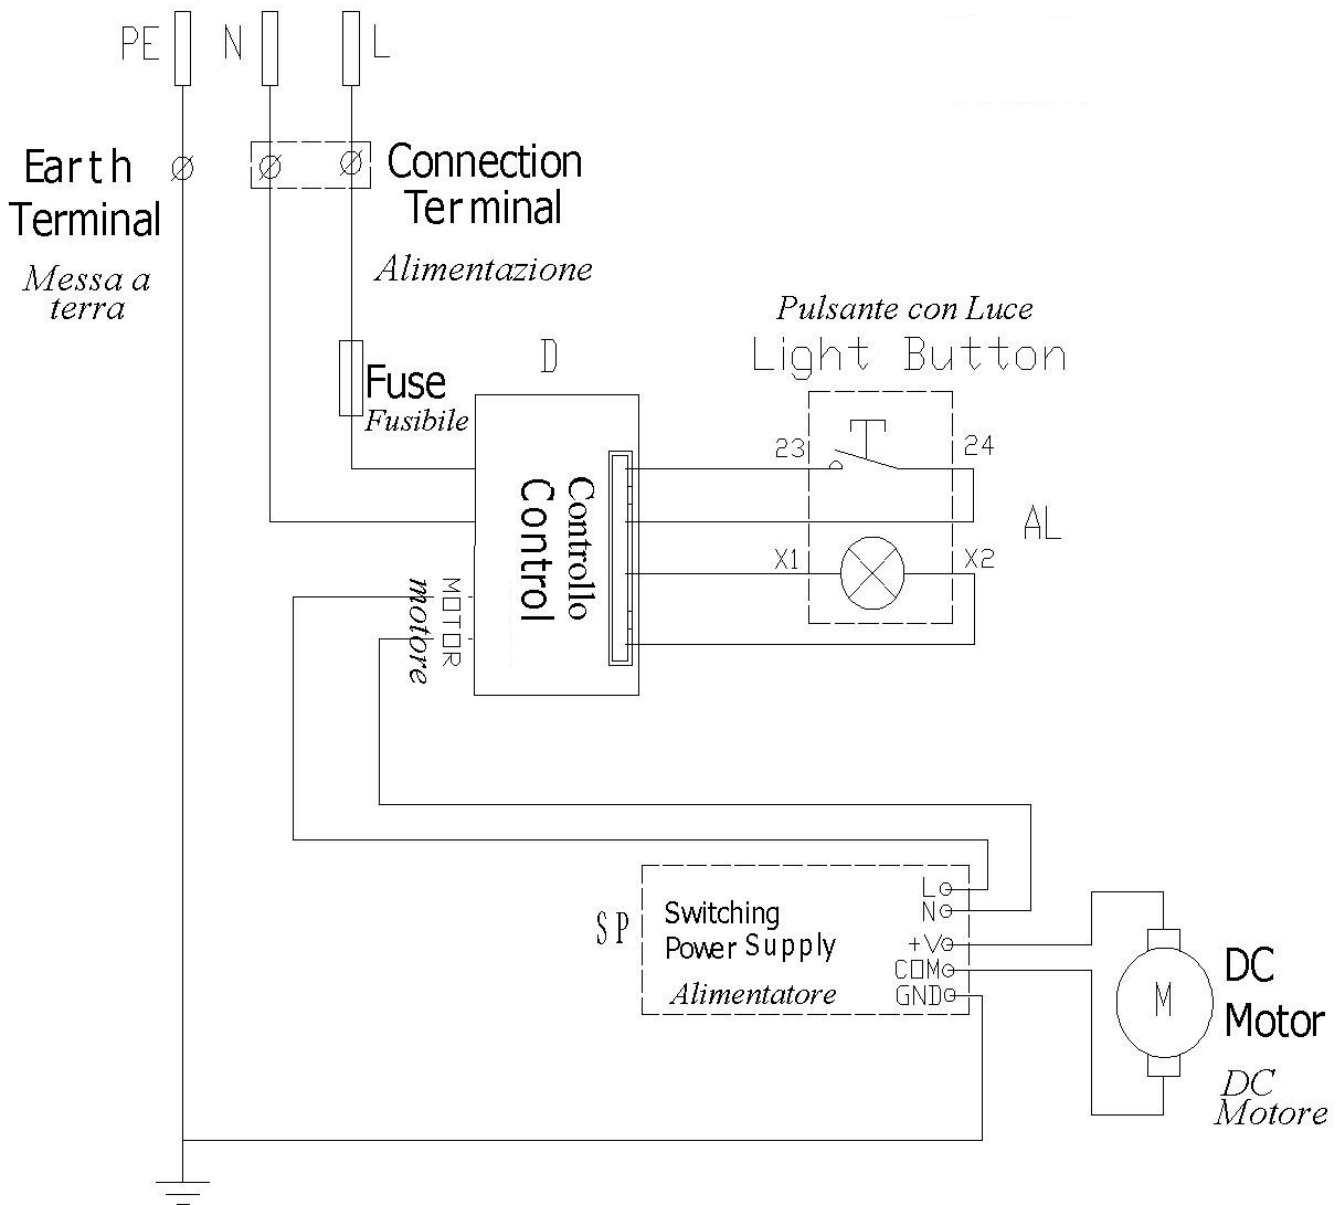 PE N L
Earth
Terminal
Messa a
terra
Connection
Terminal
Alimentazione
Fuse
Fusibile
D
Controllo
Control
MOTOR
motore
Pulsante con Luce
Light Button
23
24
X1
X2
AL
SP
Switching
Power Supply
Alimentatore
L
N
+V
COM
GND
M
DC
Motor
DC
Motore